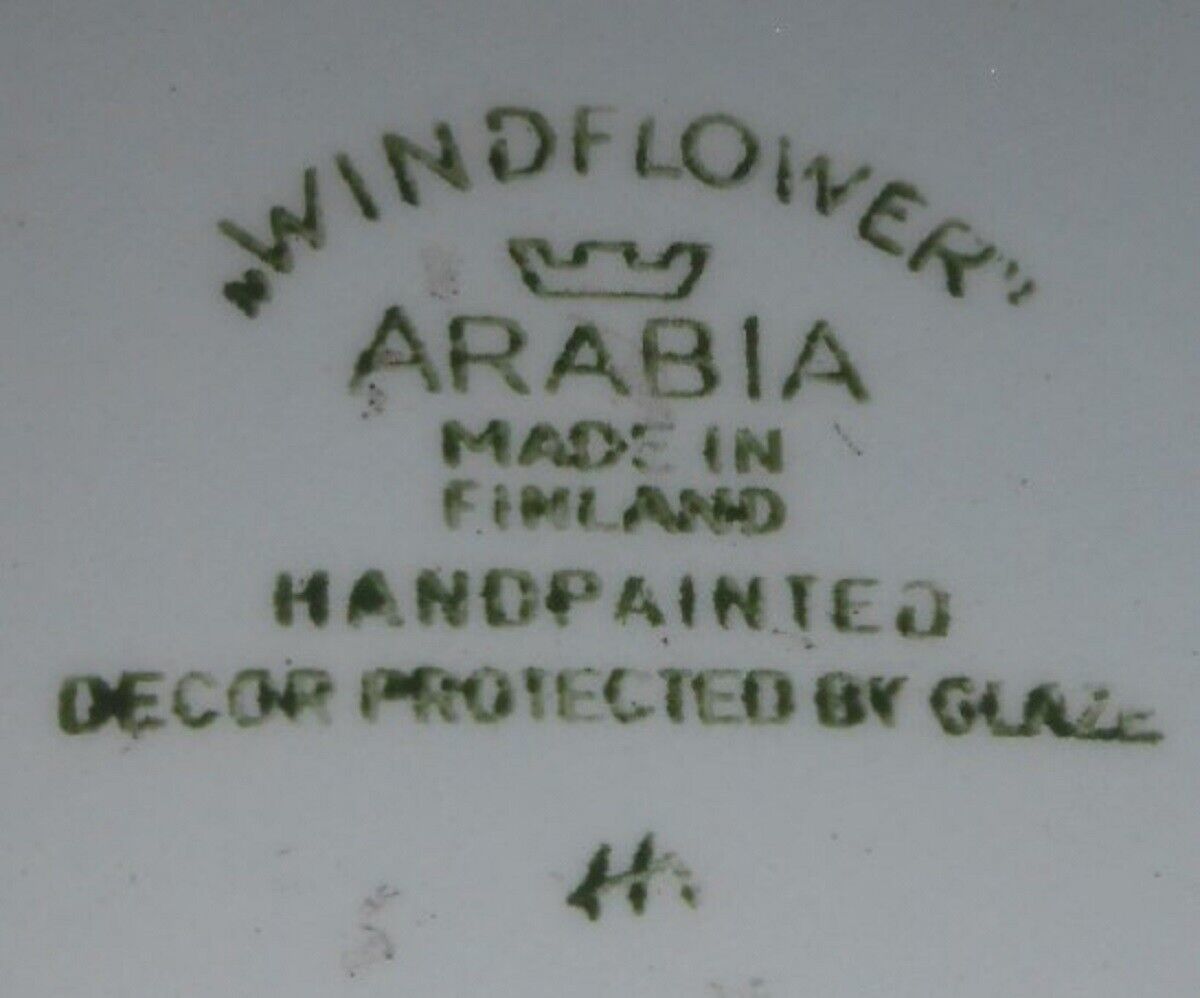 „WINDFLOWER"
ARABIA
MADE IN
FINLAND
HANDPAINTED
DECOR PROTECTED BY GLAZE